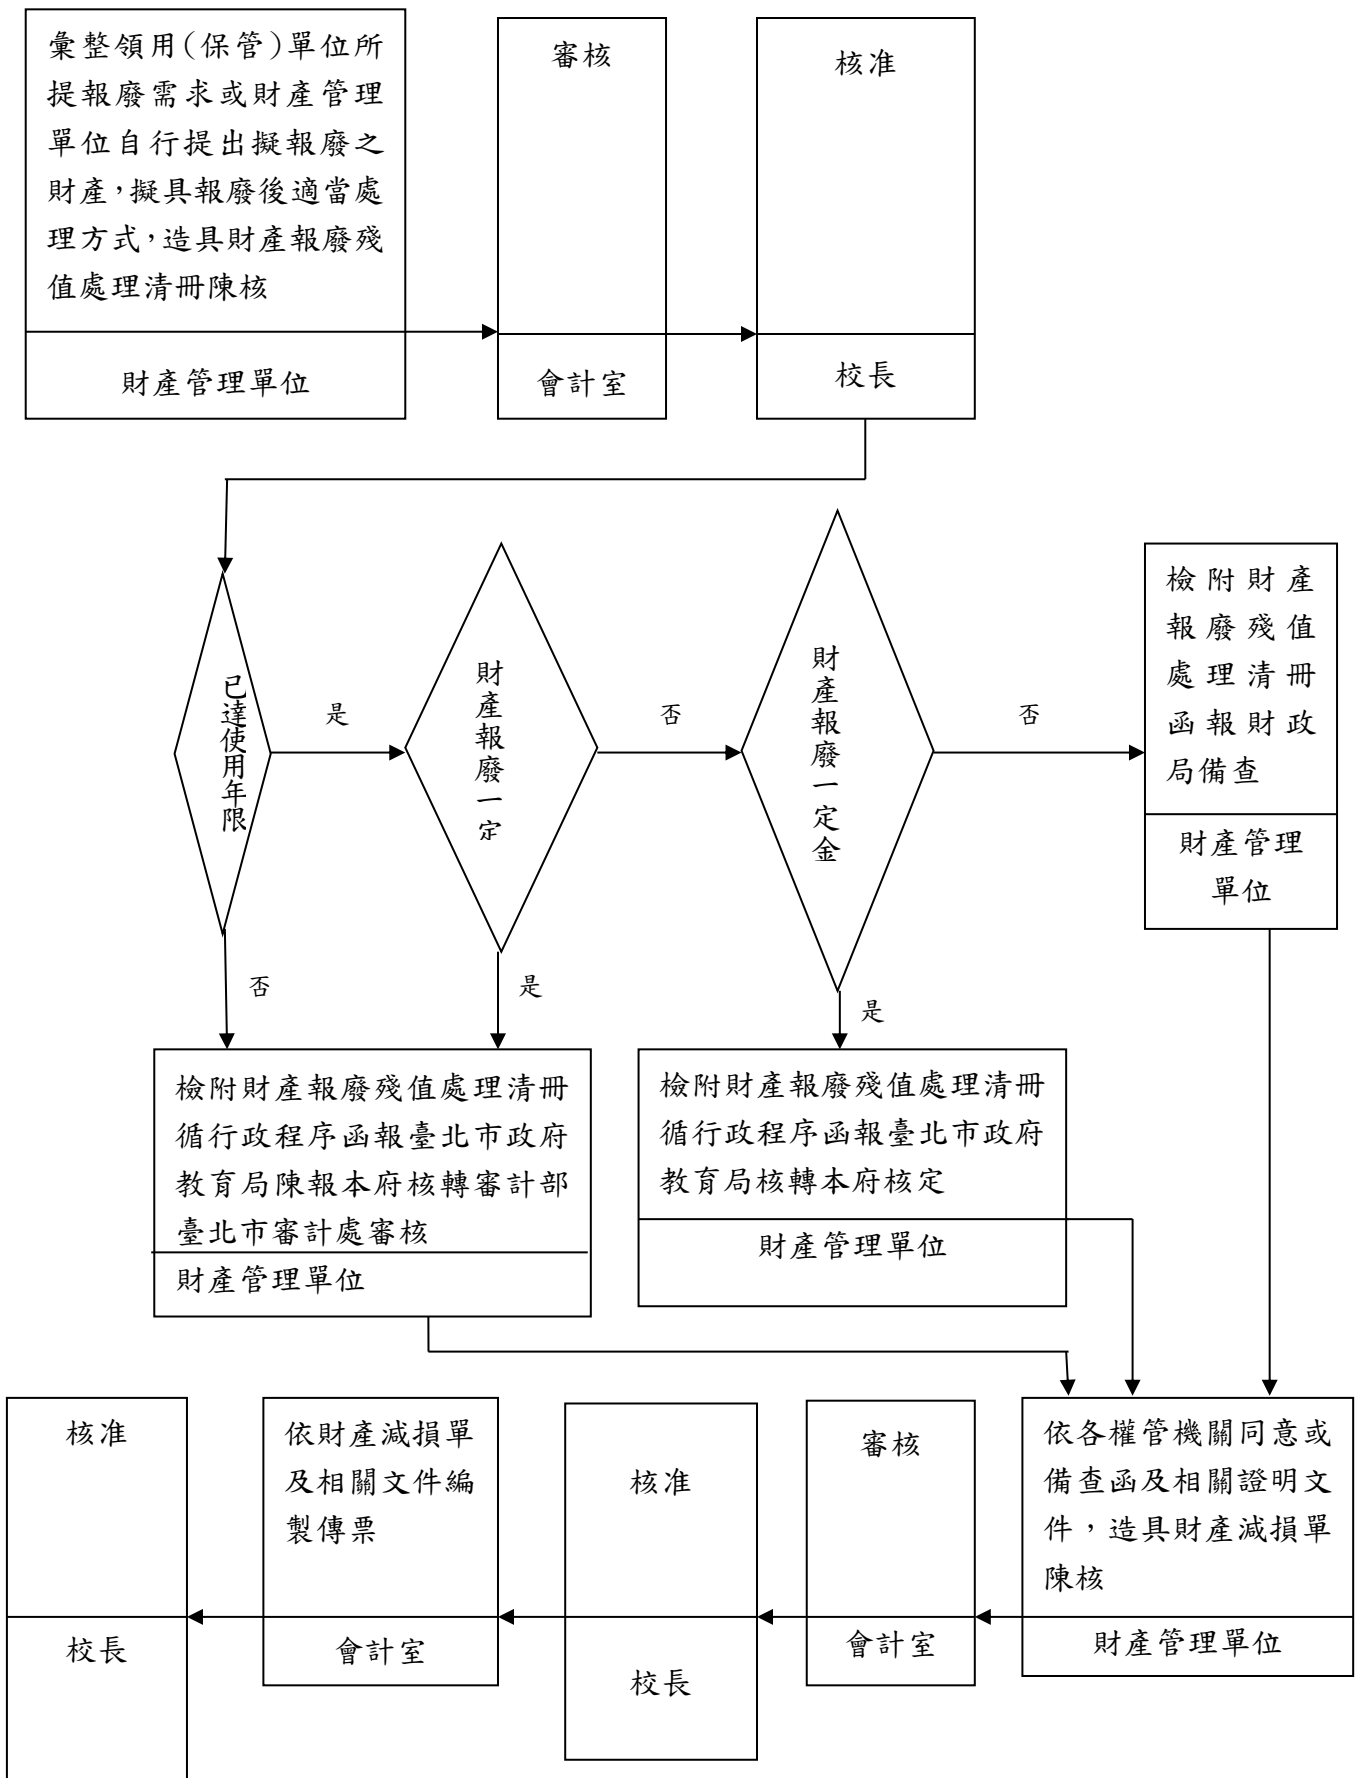 彙整領用(保管)單位所
提報廢需求或財產管理
單位自行提出擬報廢之
財產，擬具報廢後適當處
理方式，造具財產報廢殘
值處理清冊陳核
財產管理單位
審核
會計室
核准
校長
已達使用年限
是
財產報廢一定
否
財產報廢一定金
否
檢附財產
報廢殘值
處理清冊
函報財政
局備查
財產管理
單位
否
是
是
檢附財產報廢殘值處理清冊
循行政程序函報臺北市政府
教育局陳報本府核轉審計部
臺北市審計處審核
財產管理單位
檢附財產報廢殘值處理清冊
循行政程序函報臺北市政府
教育局核轉本府核定
財產管理單位
依各權管機關同意或
備查函及相關證明文
件，造具財產減損單
陳核
財產管理單位
審核
會計室
核准
校長
依財產減損單
及相關文件編
製傳票
會計室
核准
校長